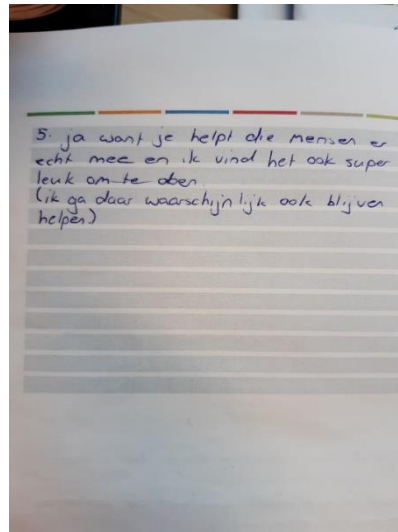 5. ja want je helpt die mensen er
echt mee en ik vind het ook super
leuk om te doen.
(ik ga daar waarschijnlijk ook blijven
helpen)